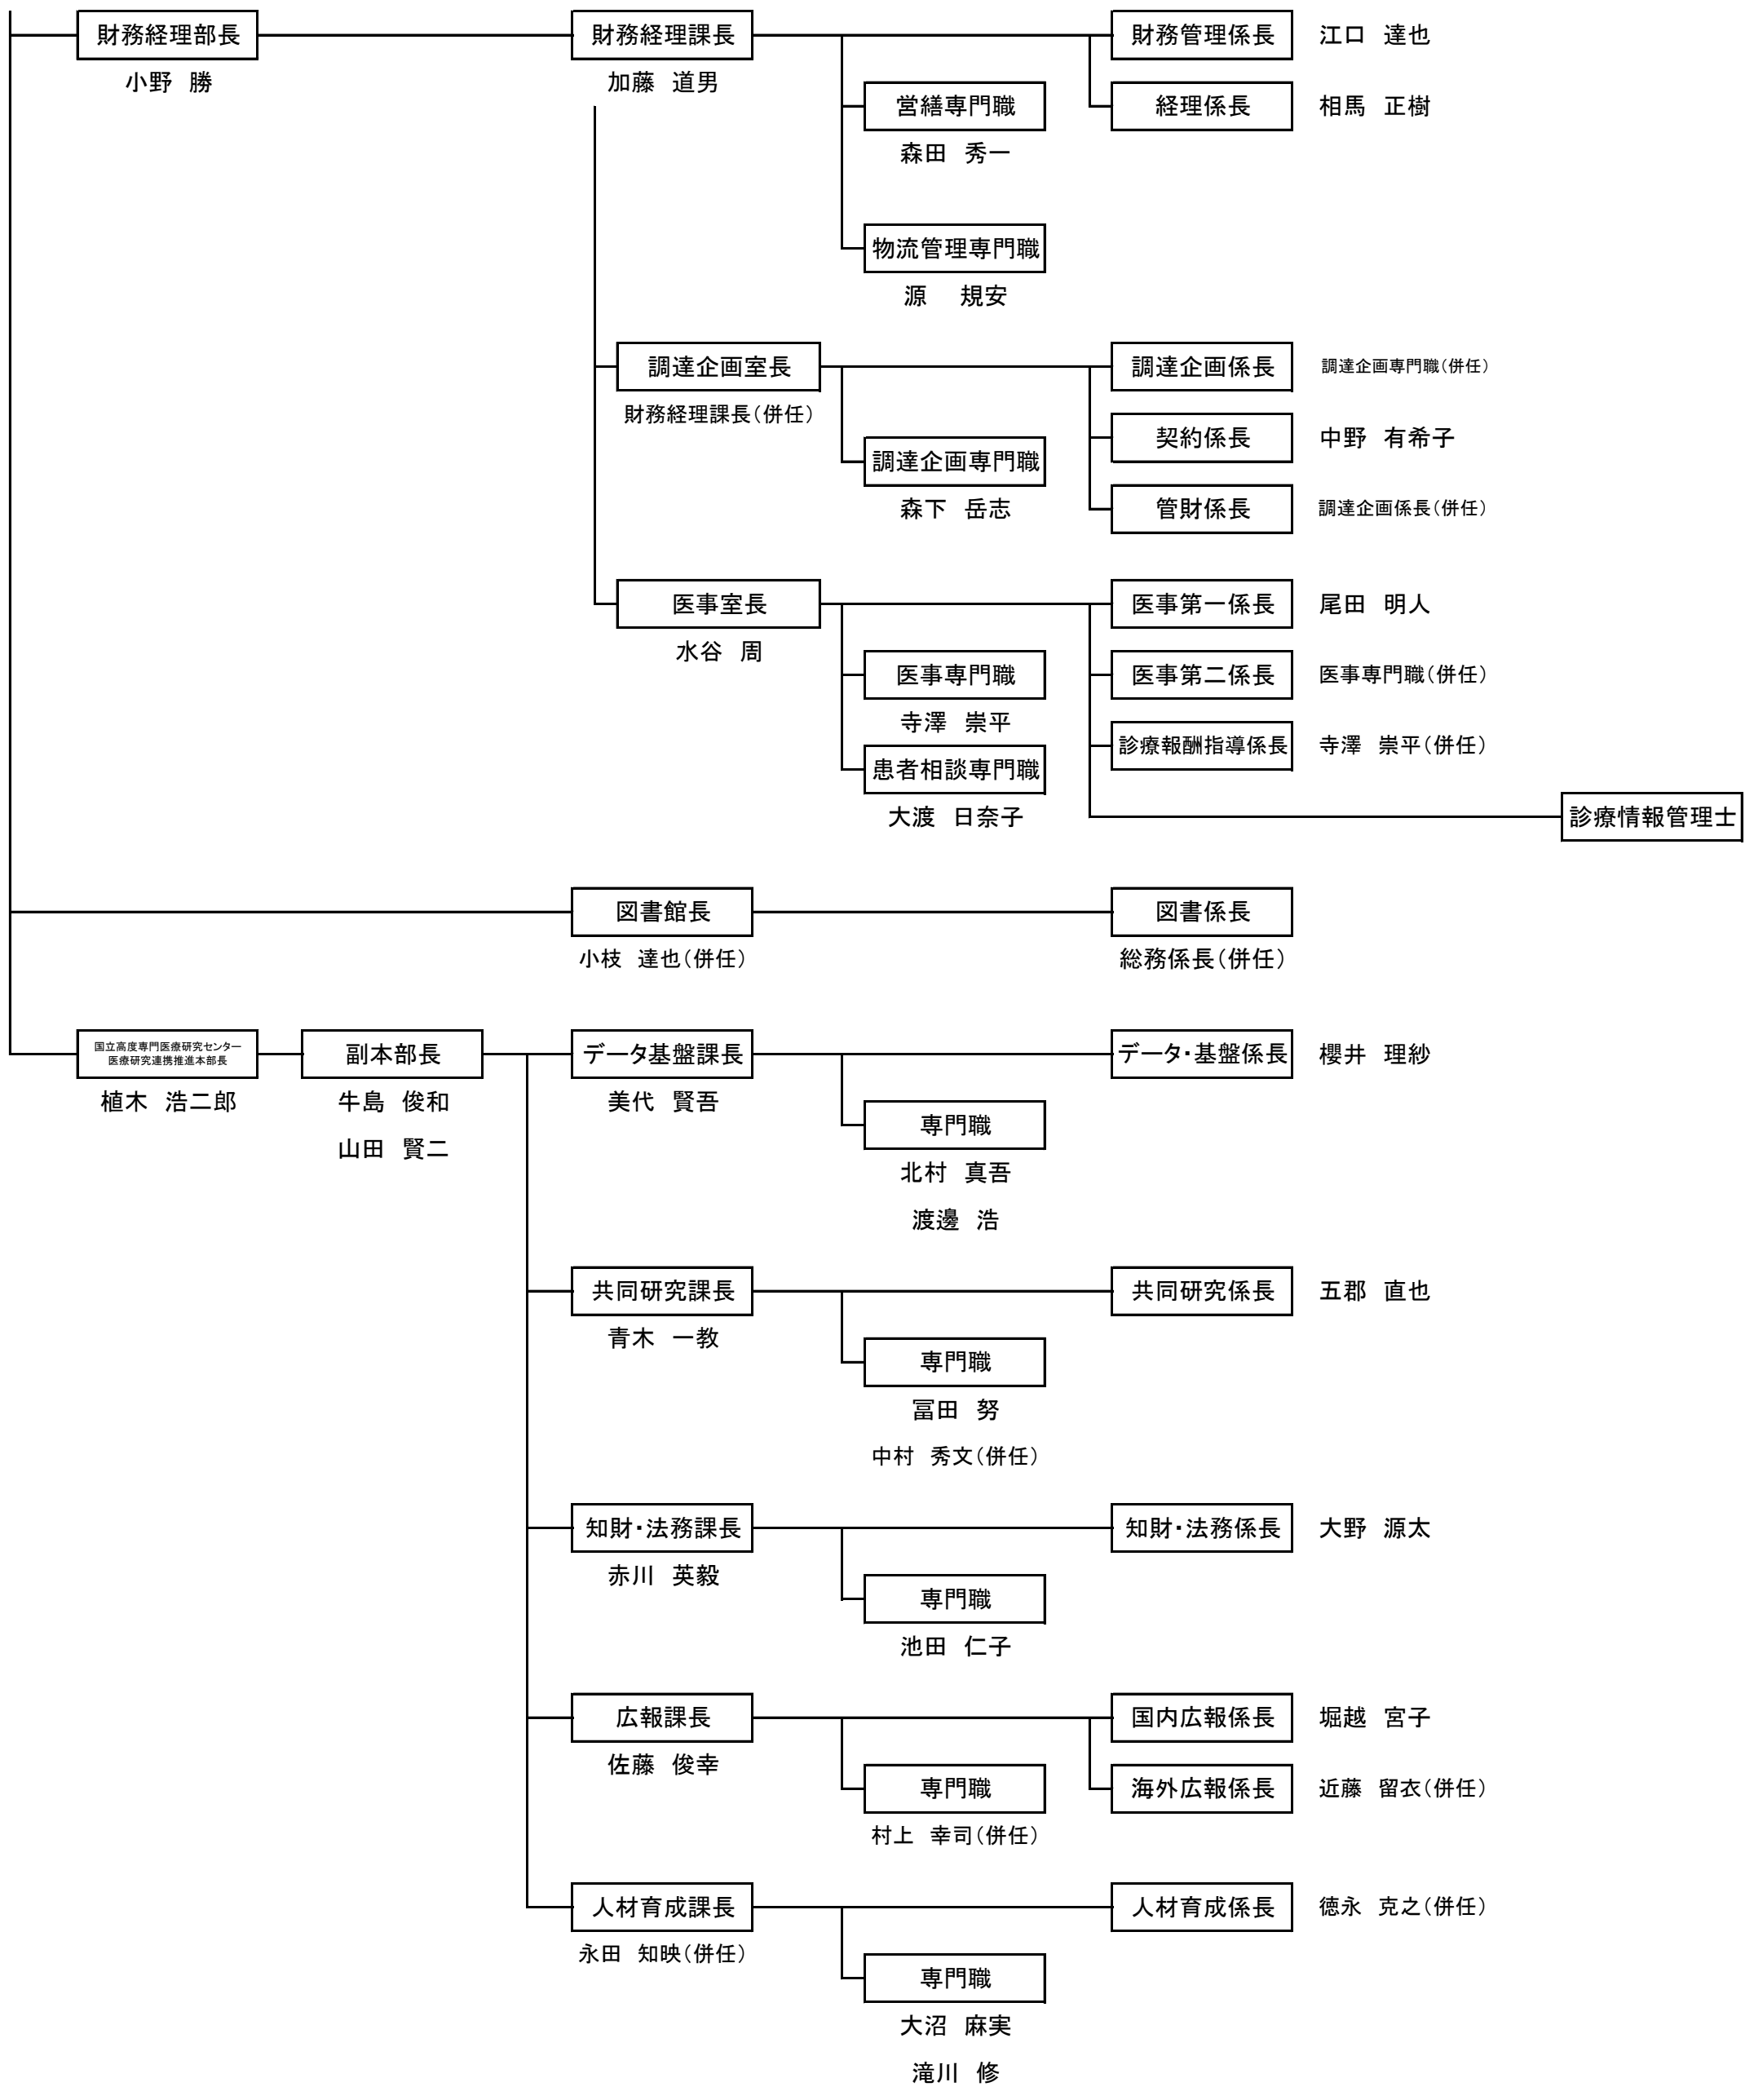 財務経理部長
小野　勝
財務経理課長
加藤　道男
財務管理係長
江口　達也
営繕専門職
森田　秀一
経理係長
相馬　正樹
物流管理専門職
源　規安
調達企画室長
財務経理課長（併任）
調達企画係長
調達企画専門職（併任）
調達企画専門職
森下　岳志
契約係長
中野　有希子
管財係長
調達企画係長（併任）
医事室長
水谷　周
医事第一係長
尾田　明人
医事専門職
寺澤　崇平
医事第二係長
医事専門職（併任）
患者相談専門職
大渡　日奈子
診療報酬指導係長
寺澤　崇平（併任）
診療情報管理士
図書館長
小枝　達也（併任）
図書係長
総務係長（併任）
国立高度専門医療研究センター
医療研究連携推進本部長
植木　浩二郎
副本部長
牛島　俊和
山田　賢二
データ基盤課長
美代　賢吾
データ・基盤係長
櫻井　理紗
専門職
北村　真吾
渡邊　浩
共同研究課長
青木　一教
共同研究係長
五郡　直也
専門職
冨田　努
中村　秀文（併任）
知財・法務課長
赤川　英毅
知財・法務係長
大野　源太
専門職
池田　仁子
広報課長
佐藤　俊幸
国内広報係長
堀越　宮子
専門職
村上　幸司（併任）
海外広報係長
近藤　留衣（併任）
人材育成課長
永田　知映（併任）
人材育成係長
徳永　克之（併任）
専門職
大沼　麻実
滝川　修